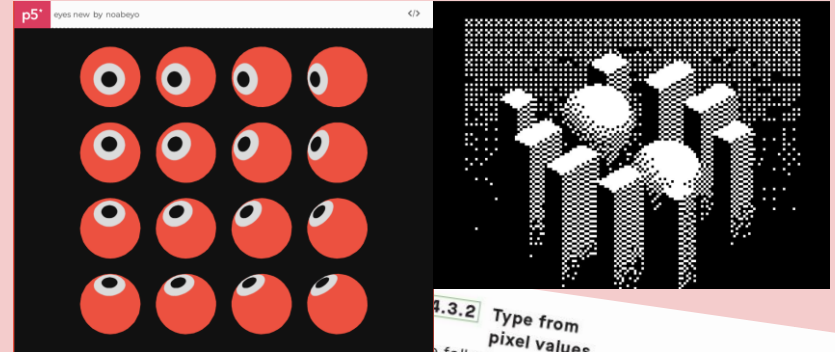 p5* eyes new by noabeyo </>
4.3.2 Type from
pixel values